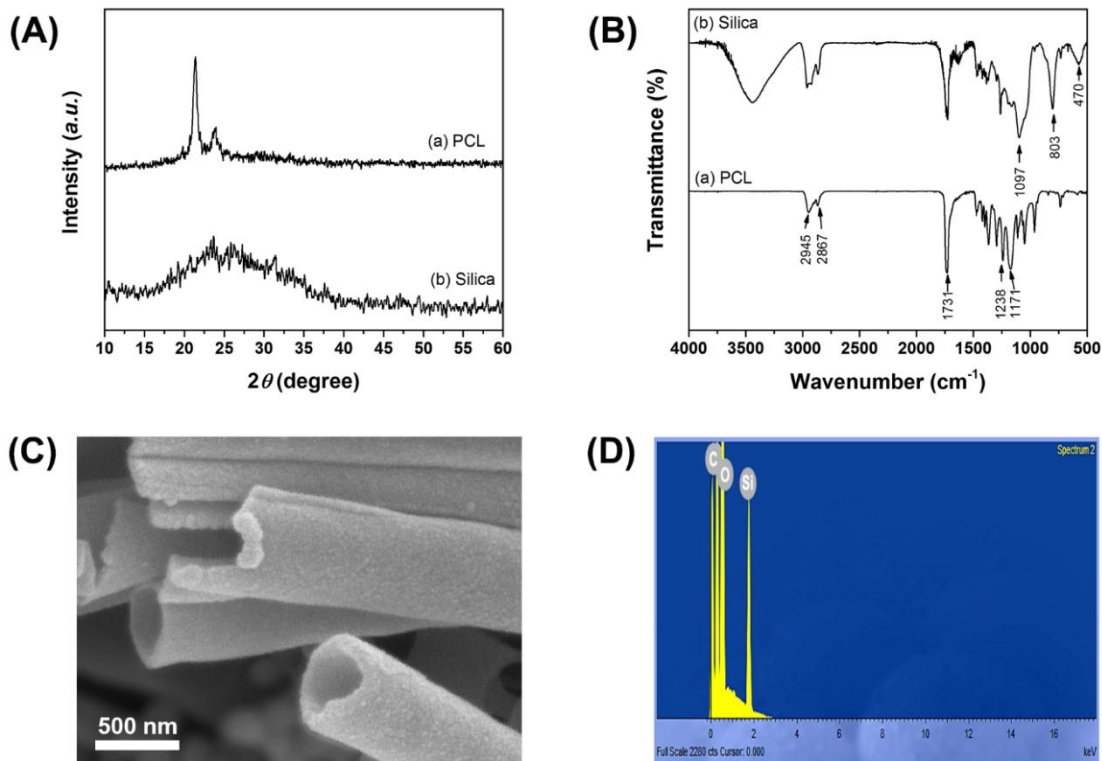 (A)
(a) PCL
(b) Silica
Intensity (a.u.)
10 15 20 25 30 35 40 45 50 55 60
2θ (degree)
(B)
(b) Silica
470
803
1097
(a) PCL
2945
2867
1731
1238
1171
Transmittance (%)
4000 3500 3000 2500 2000 1500 1000 500
Wavenumber (cm⁻¹)
(C)
500 nm
(D)
Spectrum 2
C
O
Si
0 2 4 6 8 10 12 14 16
Full Scale 2280 cts Cursor: 0.000
keV